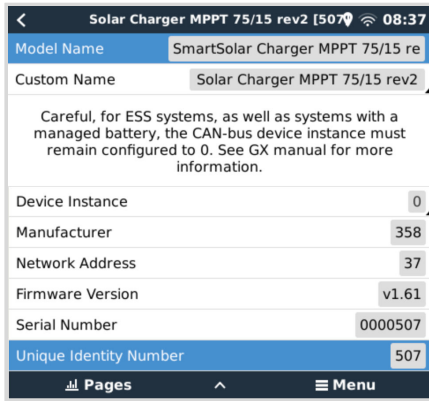 Solar Charger MPPT 75/15 rev2 [507 08:37
Model Name SmartSolar Charger MPPT 75/15 re
Custom Name Solar Charger MPPT 75/15 rev2
Careful, for ESS systems, as well as systems with a
managed battery, the CAN-bus device instance must
remain configured to 0. See GX manual for more
information.
Device Instance 0
Manufacturer 358
Network Address 37
Firmware Version v1.61
Serial Number 0000507
Unique Identity Number 507
Pages Menu